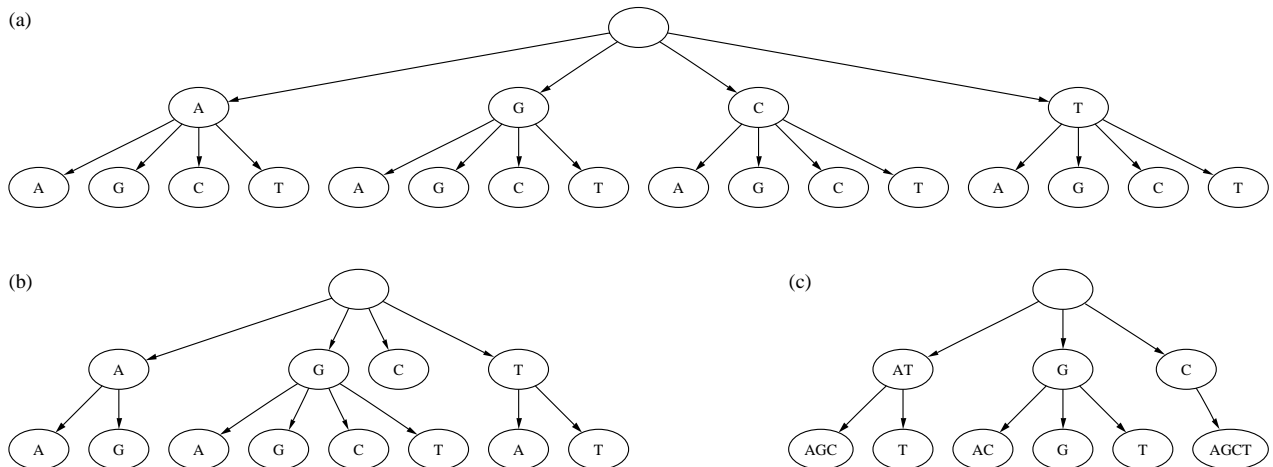 (a)
A G C T
A G C T A G C T A G C T A G C T
(b) (c)
A G C T AT G C
A G A G C T A T AGC T AC G T AGCT